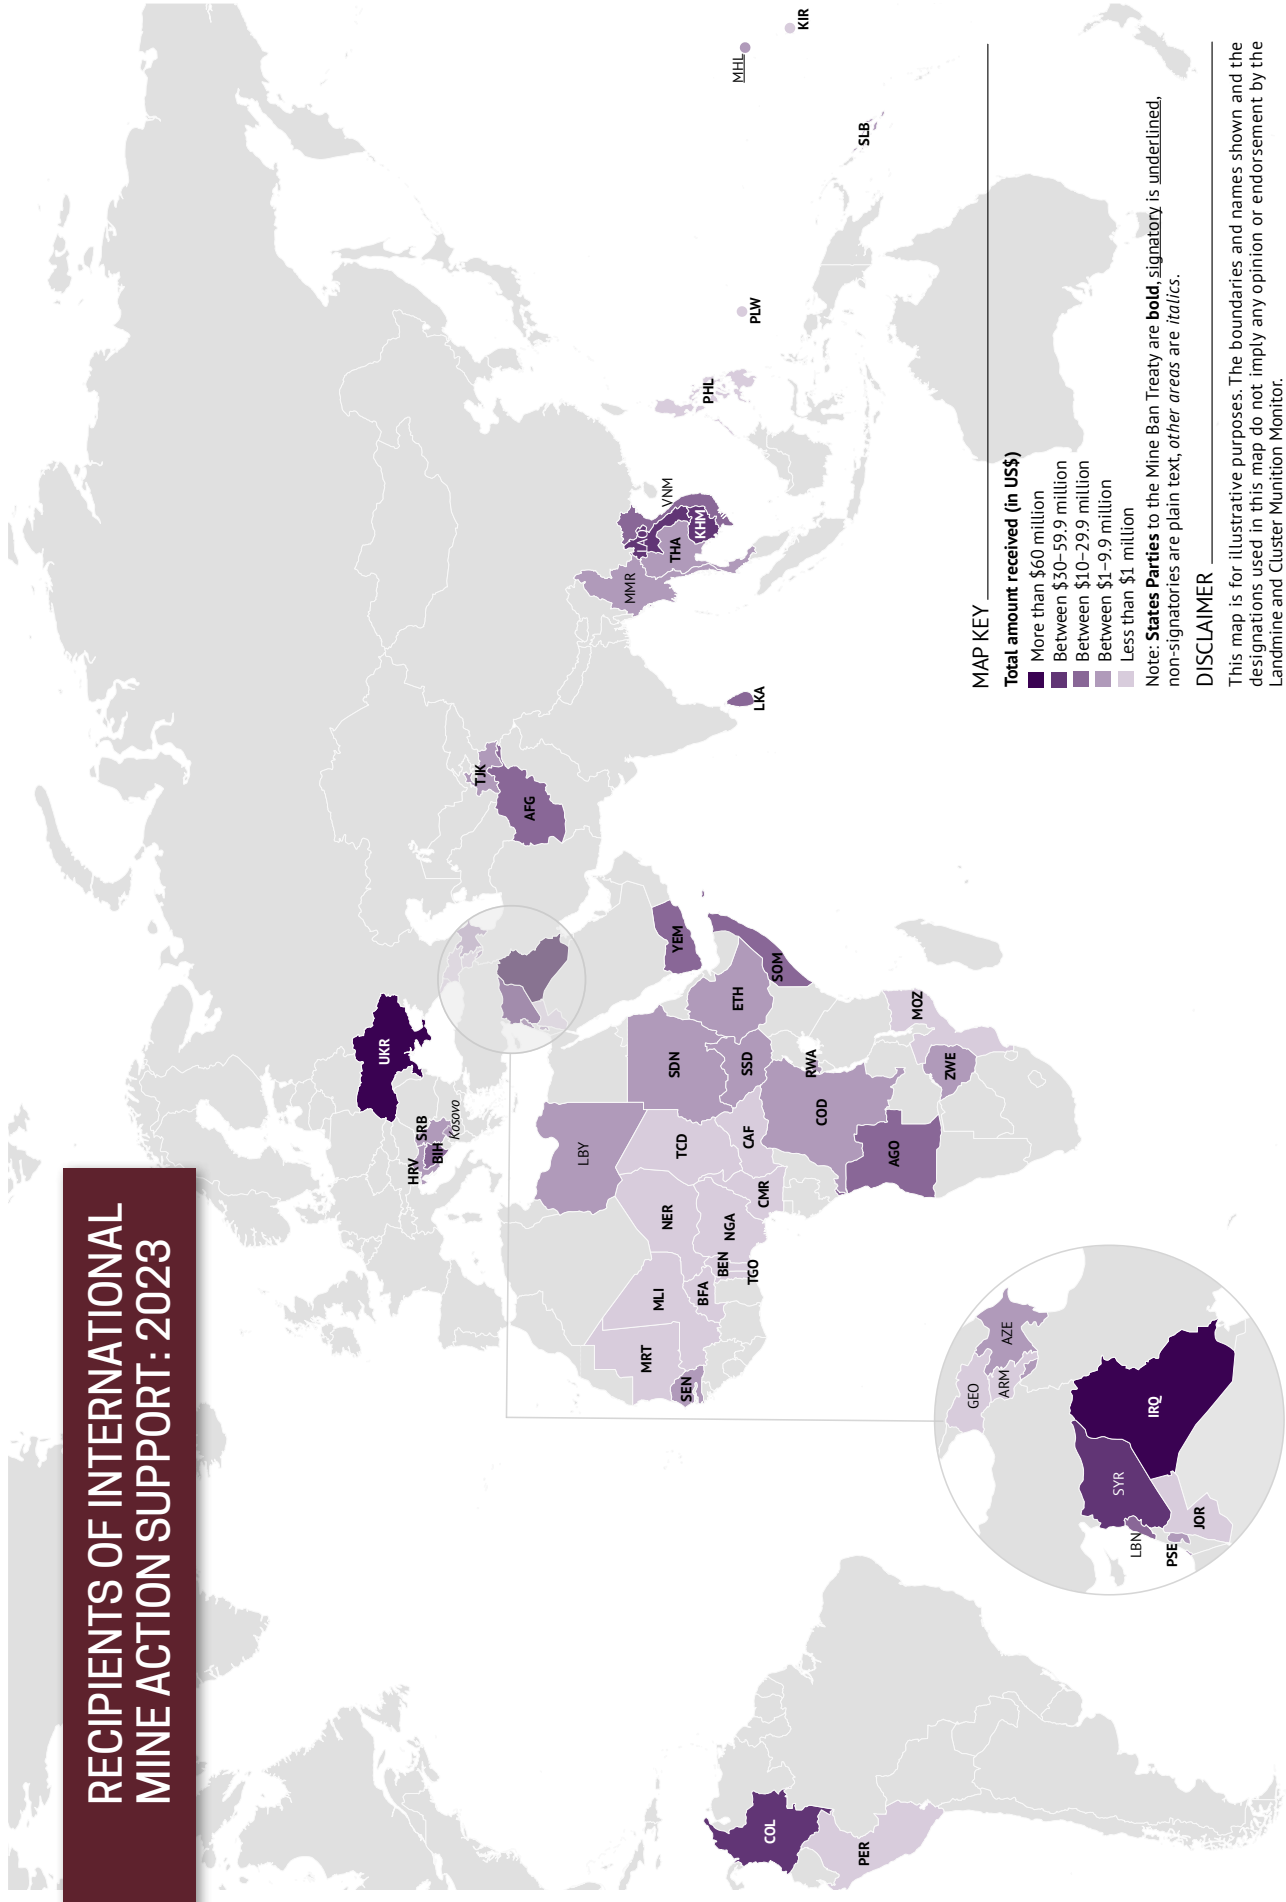 RECIPIENTS OF INTERNATIONAL
MINE ACTION SUPPORT: 2023
UKR
HRV
SRB
BIH
Kosovo
TJK
AFG
LKA
MMR
LAO
THA
VNM
KHM
PHL
PLW
MHL
KIR
SLB
YEM
SOM
ETH
SDN
SSD
LBY
TCD
CAF
COD
RWA
MOZ
ZWE
AGO
NER
NGA
CMR
MLI
BFA
BEN
TGO
MRT
SEN
COL
PER
GEO
ARM
AZE
SYR
IRQ
LBN
PSE
JOR
MAP KEY
Total amount received (in US$)
More than $60 million
Between $30–59.9 million
Between $10–29.9 million
Between $1–9.9 million
Less than $1 million
Note: States Parties to the Mine Ban Treaty are bold, signatory is underlined,
non-signatories are plain text, other areas are italics.
DISCLAIMER
This map is for illustrative purposes. The boundaries and names shown and the
designations used in this map do not imply any opinion or endorsement by the
Landmine and Cluster Munition Monitor.